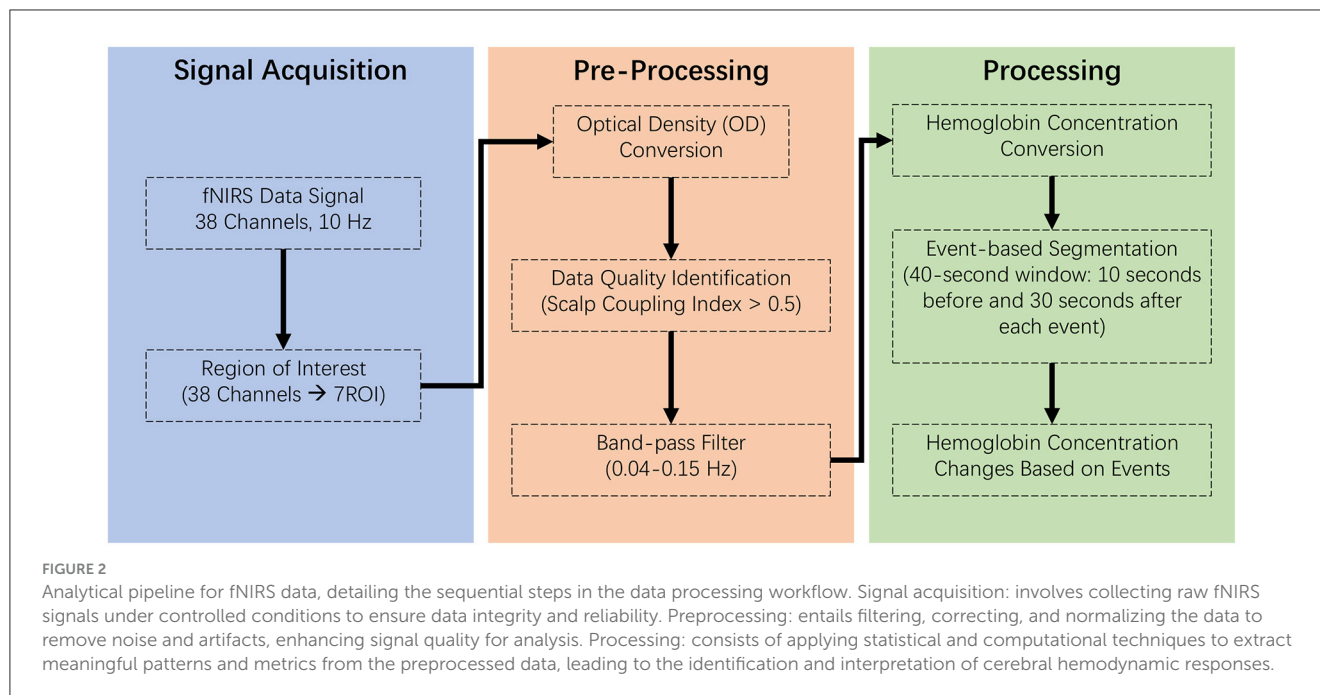 Signal Acquisition
fNIRS Data Signal
38 Channels, 10 Hz
Region of Interest
(38 Channels → 7ROI)
Pre-Processing
Optical Density (OD)
Conversion
Data Quality Identification
(Scalp Coupling Index > 0.5)
Band-pass Filter
(0.04-0.15 Hz)
Processing
Hemoglobin Concentration
Conversion
Event-based Segmentation
(40-second window: 10 seconds
before and 30 seconds after
each event)
Hemoglobin Concentration
Changes Based on Events
FIGURE 2
Analytical pipeline for fNIRS data, detailing the sequential steps in the data processing workflow. Signal acquisition: involves collecting raw fNIRS
signals under controlled conditions to ensure data integrity and reliability. Preprocessing: entails filtering, correcting, and normalizing the data to
remove noise and artifacts, enhancing signal quality for analysis. Processing: consists of applying statistical and computational techniques to extract
meaningful patterns and metrics from the preprocessed data, leading to the identification and interpretation of cerebral hemodynamic responses.